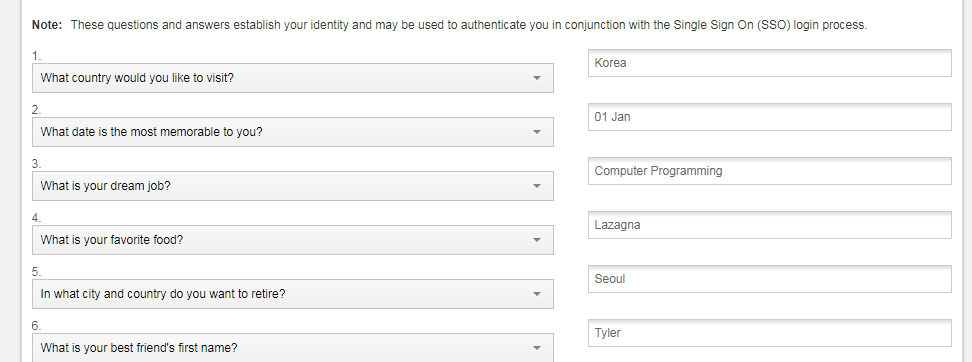 Note: These questions and answers establish your identity and may be used to authenticate you in conjunction with the Single Sign On (SSO) login process.
1.
What country would you like to visit?
Korea
2.
What date is the most memorable to you?
01 Jan
3.
What is your dream job?
Computer Programming
4.
What is your favorite food?
Lazagna
5.
In what city and country do you want to retire?
Seoul
6.
What is your best friend's first name?
Tyler